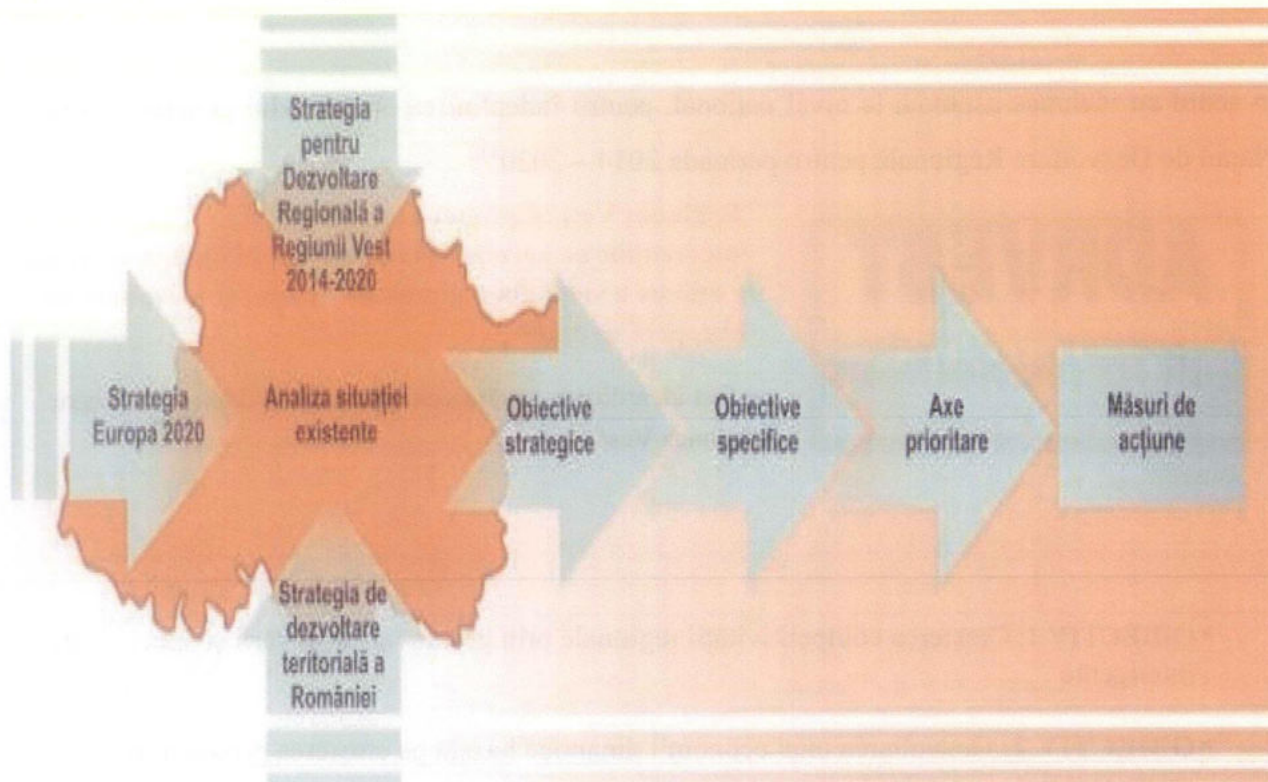 Strategia
pentru
Dezvoltare
Regională a
Regiunii Vest
2014-2020
Strategia
Europa 2020
Analiza situației
existente
Obiective
strategice
Obiective
specifice
Axe
prioritare
Măsuri de
acțiune
Strategia de
dezvoltare
teritorială a
României